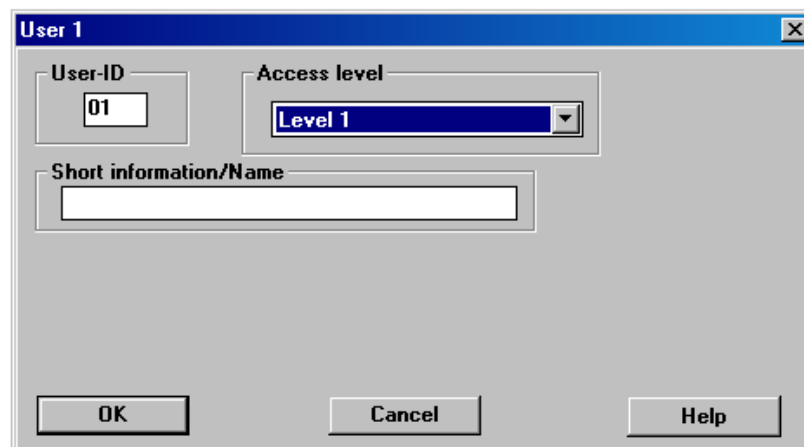 User 1
User-ID
Access level
01
Level 1
Short information/Name
OK
Cancel
Help